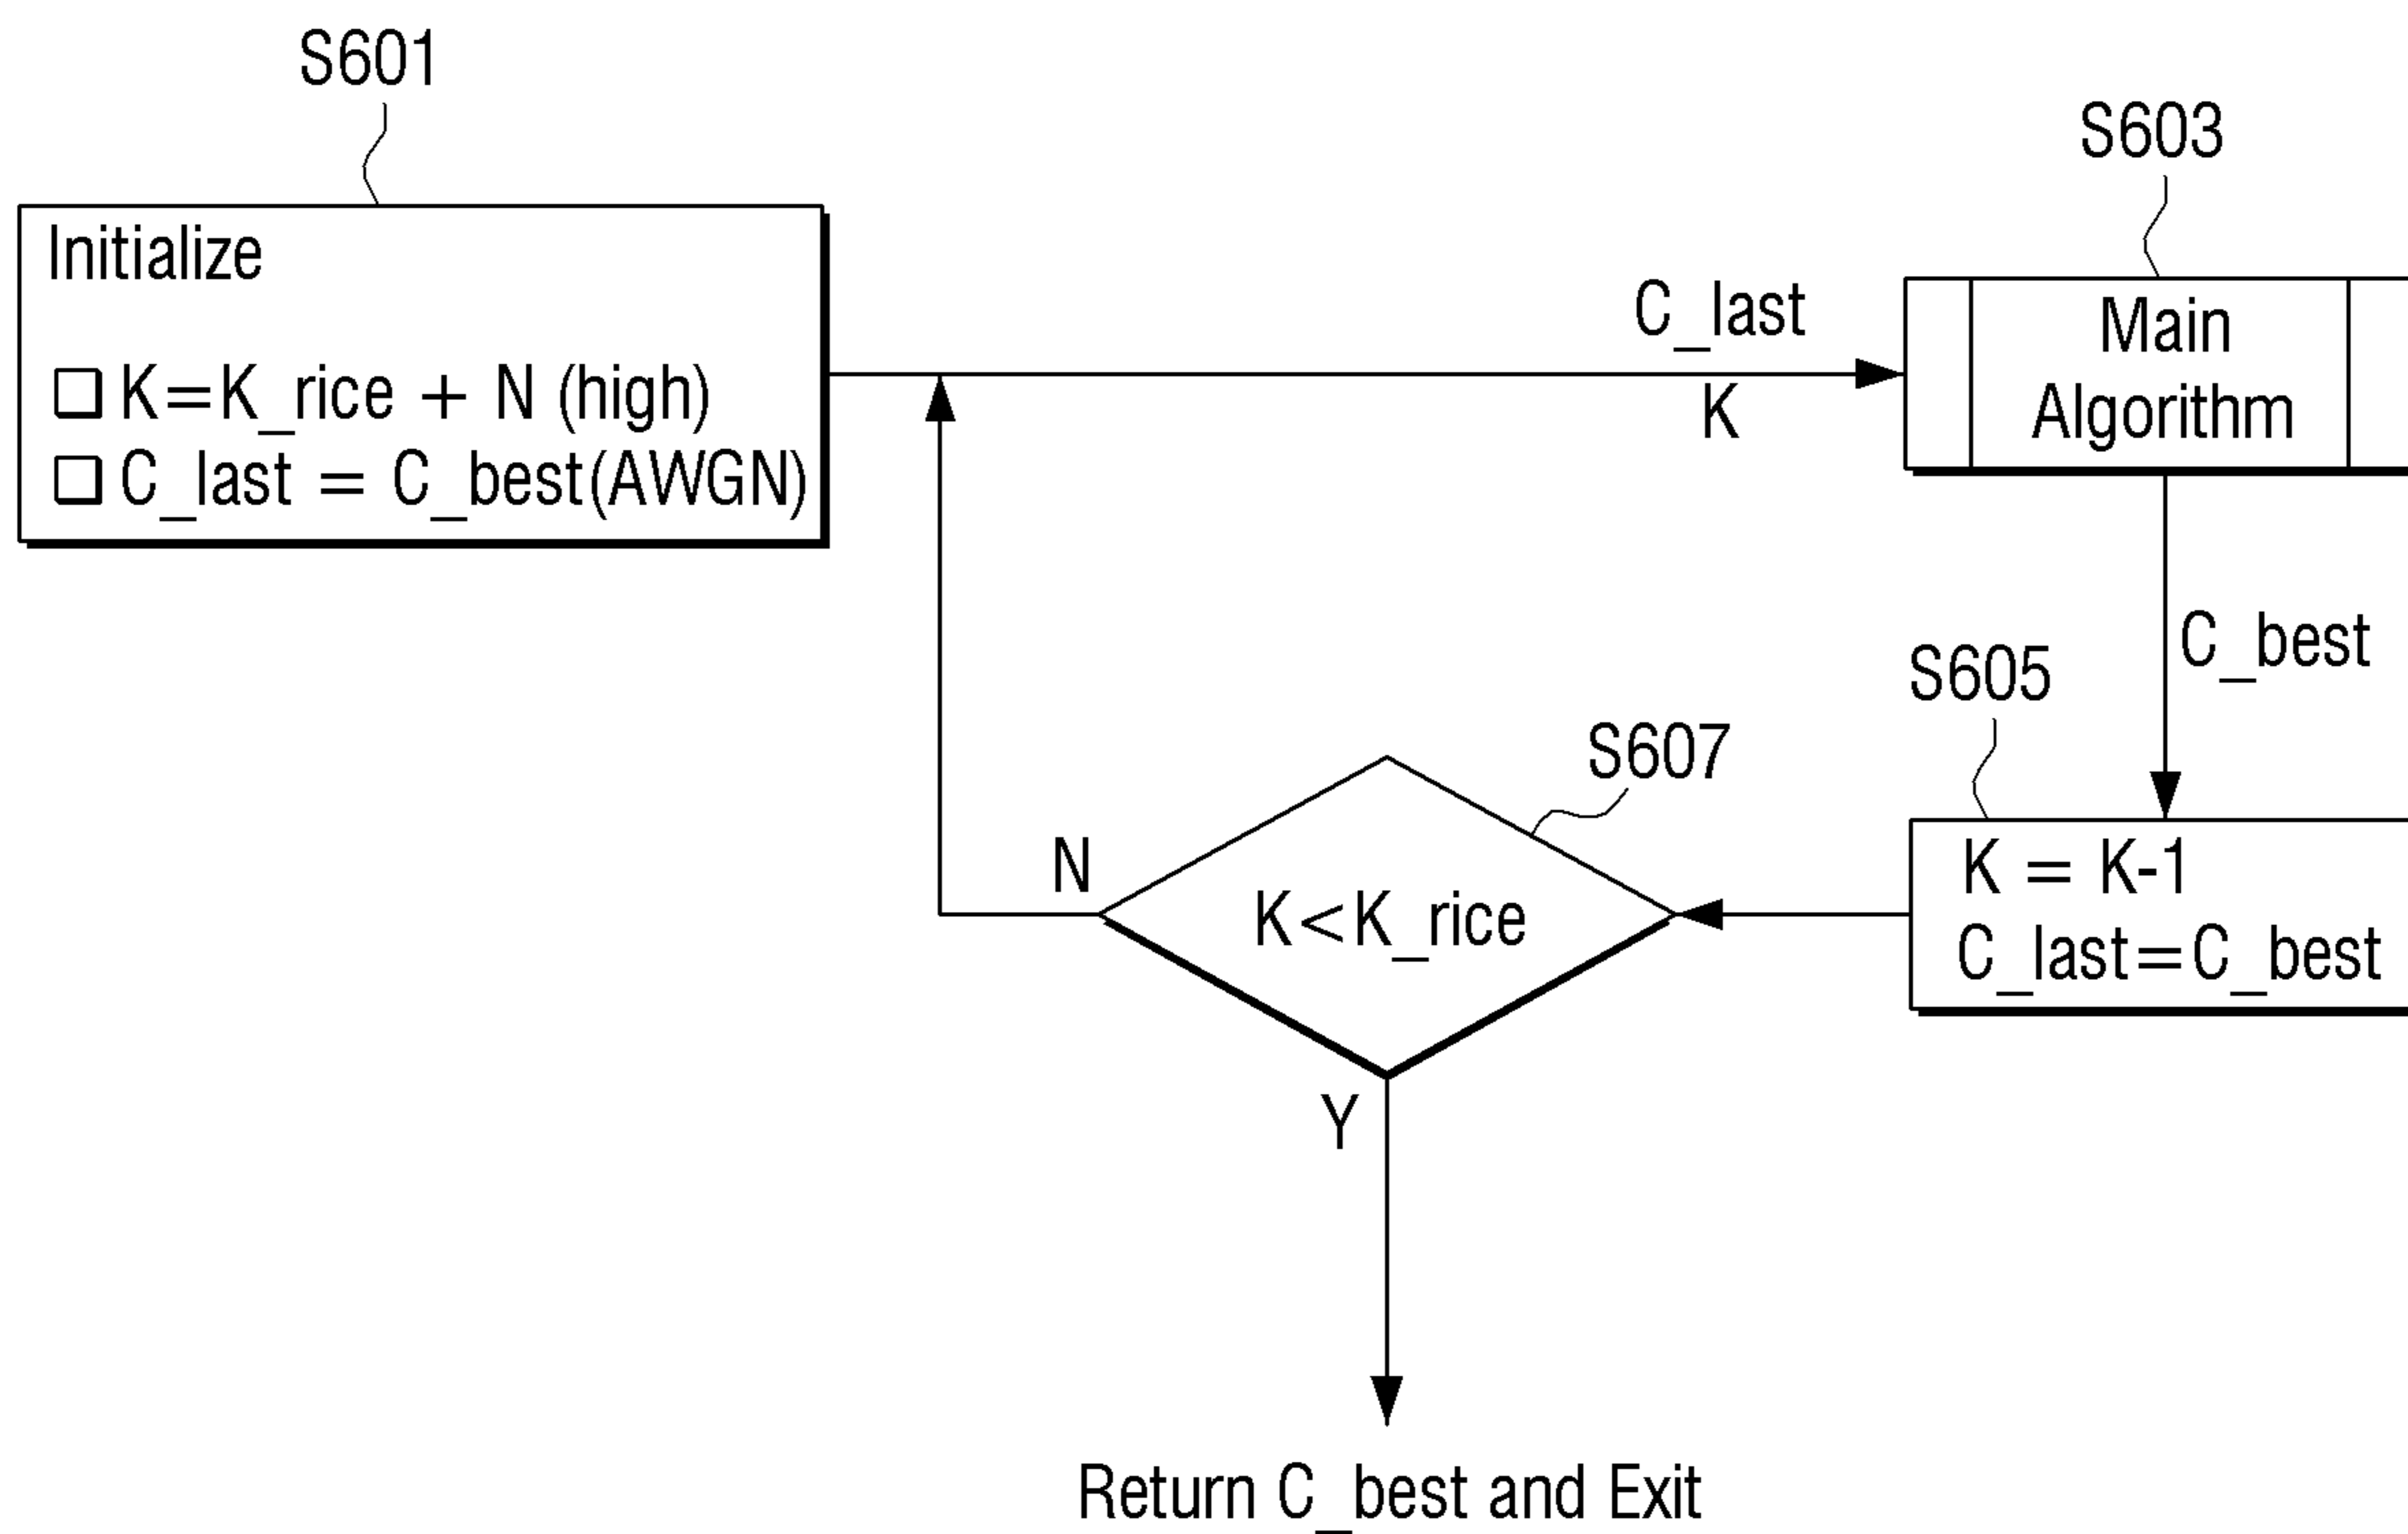 S601
Initialize
K=K_rice + N (high)
C_last = C_best(AWGN)
C_last
K
S603
Main
Algorithm
C_best
S605
K = K-1
C_last=C_best
S607
K<K_rice
N
Y
Return C_best and Exit